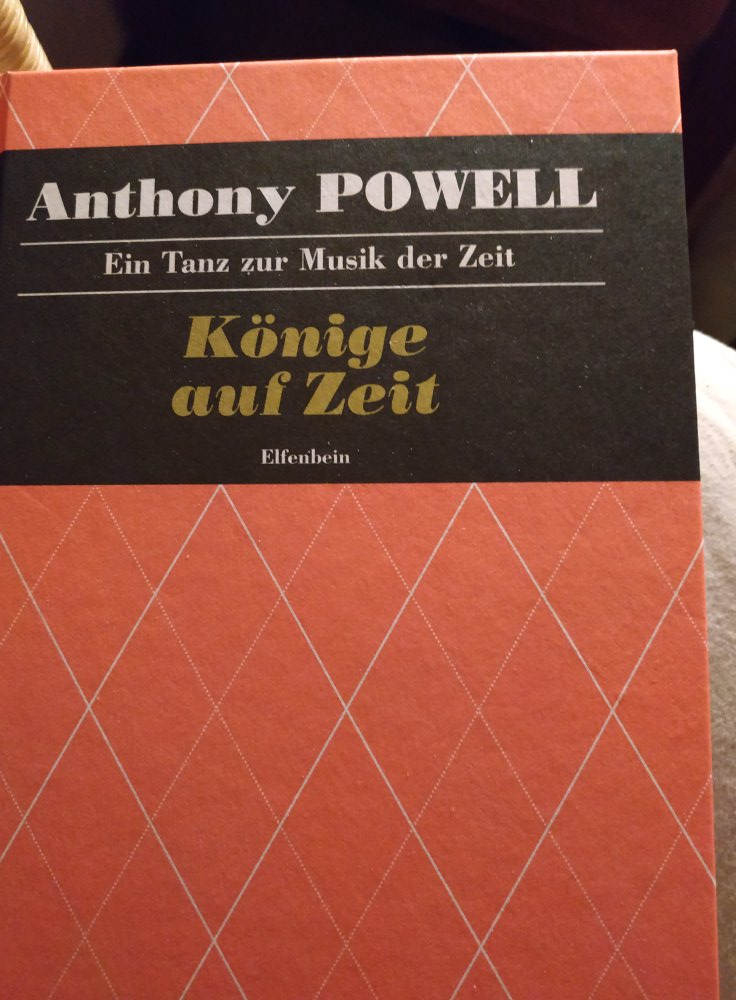 Anthony POWELL
Ein Tanz zur Musik der Zeit
Könige
auf Zeit
Elfenbein